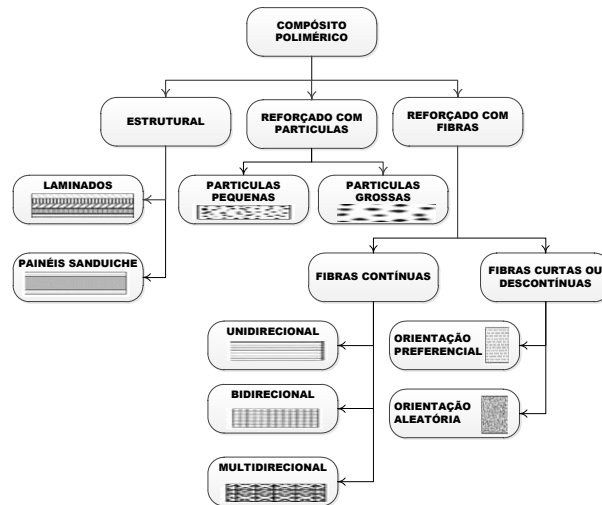 COMPÓSITO
POLIMÉRICO
ESTRUTURAL
REFORÇADO COM
PARTICULAS
REFORÇADO COM
FIBRAS
LAMINADOS
PARTICULAS
PEQUENAS
PARTICULAS
GROSSAS
PAINÉIS SANDUICHE
FIBRAS CONTÍNUAS
FIBRAS CURTAS OU
DESCONTÍNUAS
UNIDIRECIONAL
ORIENTAÇÃO
PREFERENCIAL
BIDIRECIONAL
ORIENTAÇÃO
ALEATÓRIA
MULTIDIRECIONAL